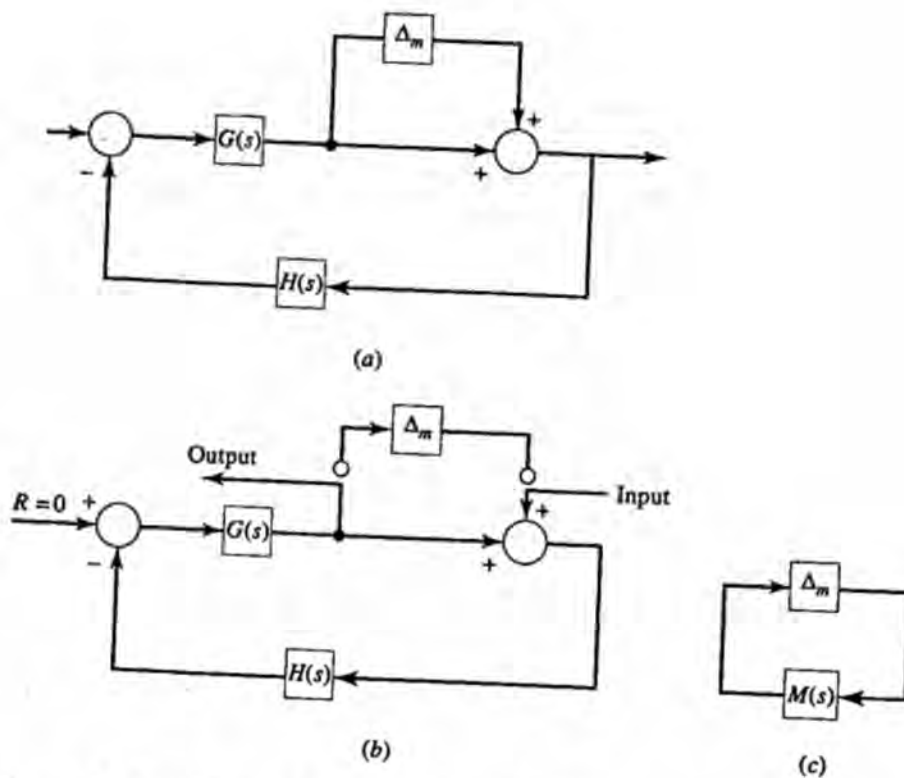 Δm
+
G(s)
+
−
H(s)
(a)
Δm
Output
Input
R = 0
+
+
G(s)
+
−
Δm
H(s)
M(s)
(b)
(c)